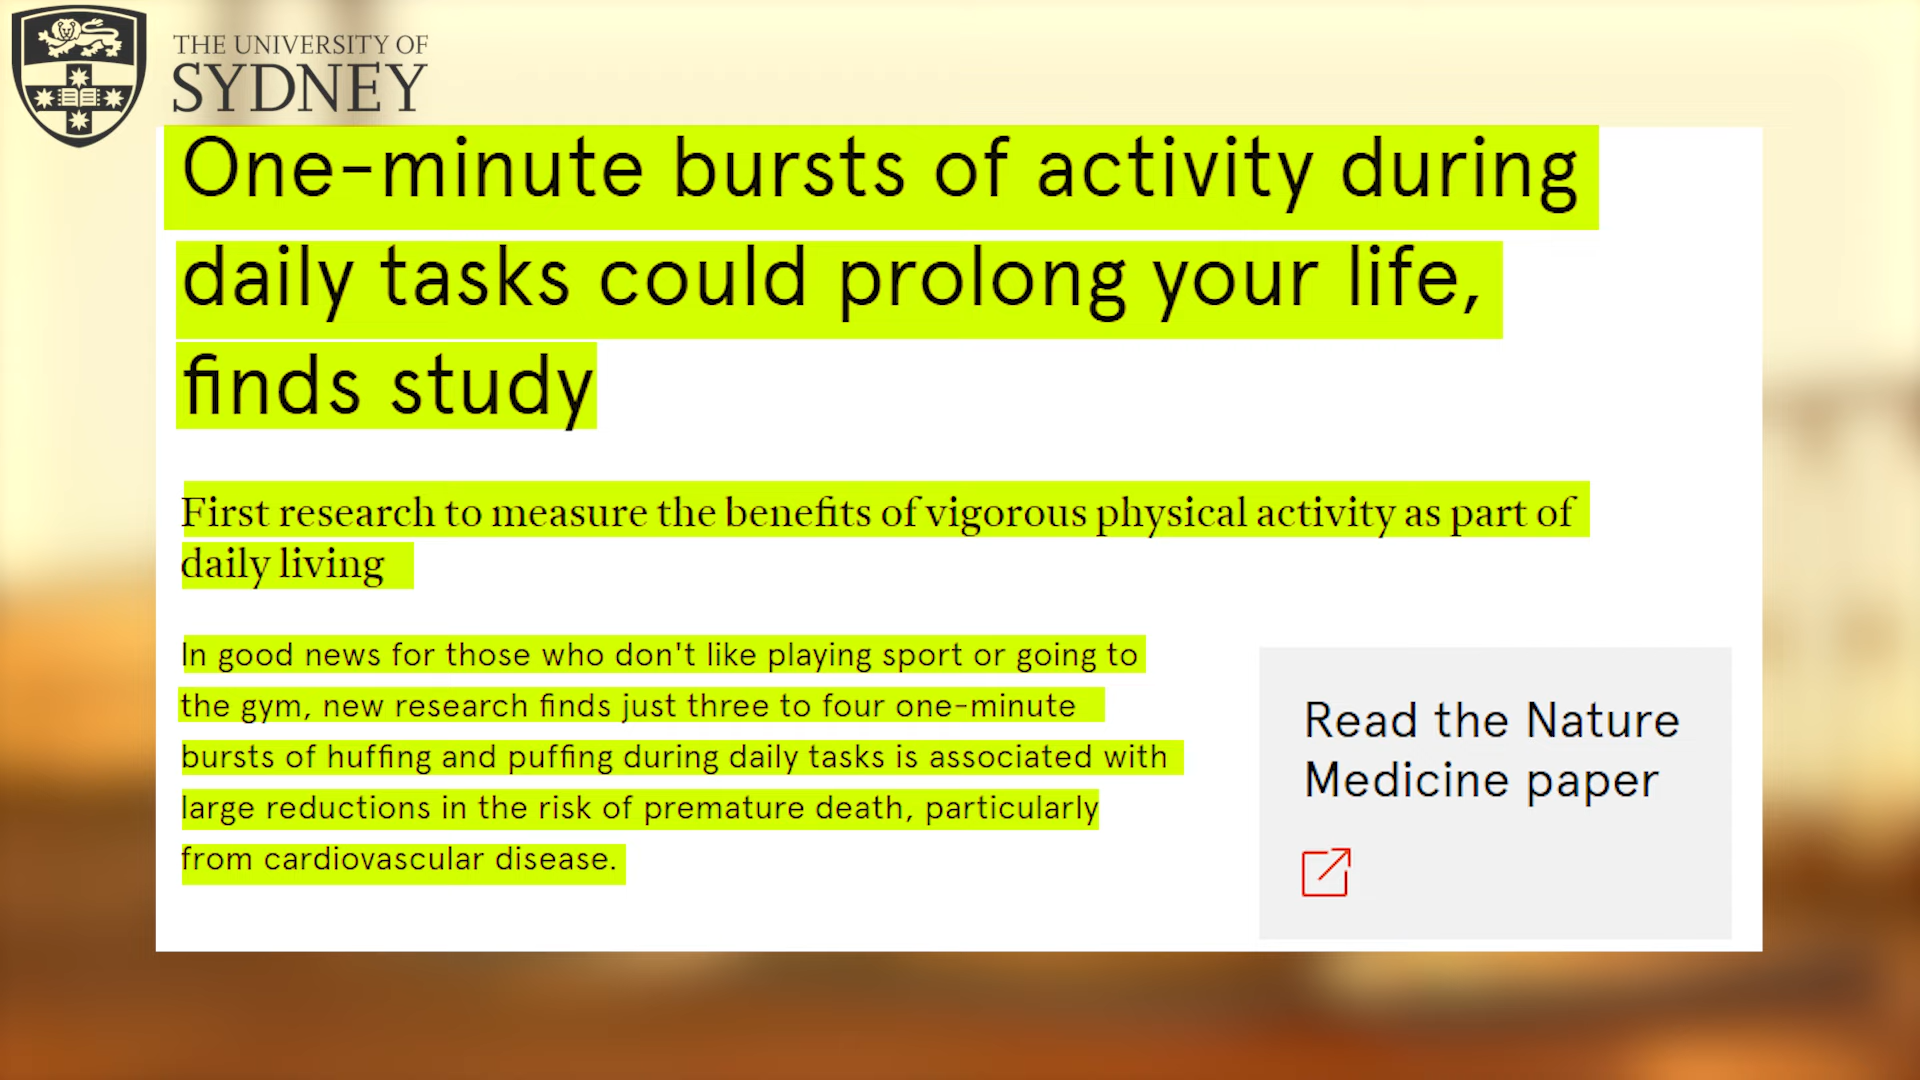 THE UNIVERSITY OF
SYDNEY
One-minute bursts of activity during
daily tasks could prolong your life,
finds study
First research to measure the benefits of vigorous physical activity as part of
daily living
In good news for those who don't like playing sport or going to
the gym, new research finds just three to four one-minute
bursts of huffing and puffing during daily tasks is associated with
large reductions in the risk of premature death, particularly
from cardiovascular disease.
Read the Nature
Medicine paper